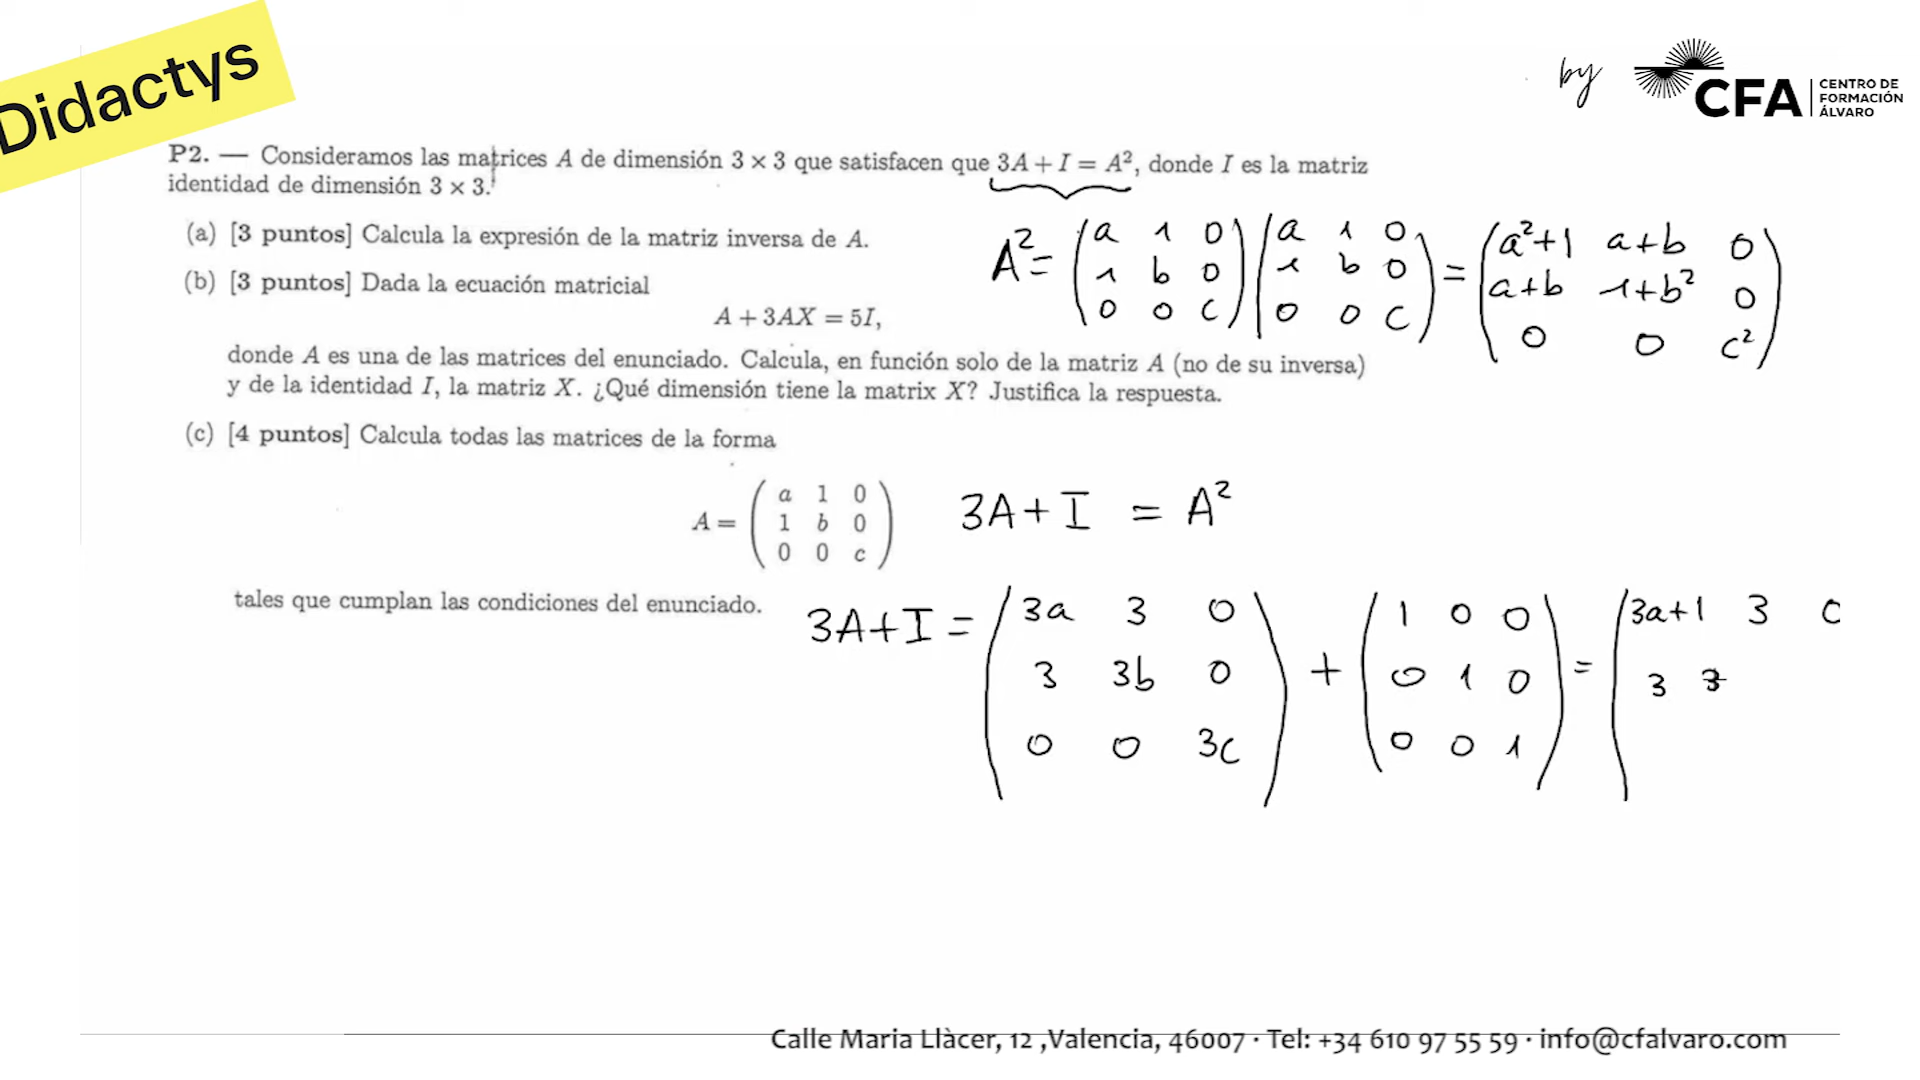 Didactys
by
CFA
CENTRO DE
FORMACIÓN
ÁLVARO
P2. — Consideramos las matrices A de dimensión 3 × 3 que satisfacen que 3A + I = A², donde I es la matriz
identidad de dimensión 3 × 3.
(a) [3 puntos] Calcula la expresión de la matriz inversa de A.
(b) [3 puntos] Dada la ecuación matricial
A + 3AX = 5I,
donde A es una de las matrices del enunciado. Calcula, en función solo de la matriz A (no de su inversa)
y de la identidad I, la matriz X. ¿Qué dimensión tiene la matrix X? Justifica la respuesta.
(c) [4 puntos] Calcula todas las matrices de la forma
A = ( a 1 0
1 b 0
0 0 c )
tales que cumplan las condiciones del enunciado.
A² = ( a 1 0 ) ( a 1 0 ) = ( a²+1 a+b 0 )
( 1 b 0 ) ( 1 b 0 ) ( a+b 1+b² 0 )
( 0 0 c ) ( 0 0 c ) ( 0 0 c² )
3A + I = A²
3A + I = ( 3a 3 0 ) + ( 1 0 0 ) = ( 3a+1 3 0
( 3 3b 0 ) ( 0 1 0 ) ( 3 3
( 0 0 3c ) ( 0 0 1 )
Calle Maria Llàcer, 12 ,Valencia, 46007 · Tel: +34 610 97 55 59 · info@cfalvaro.com